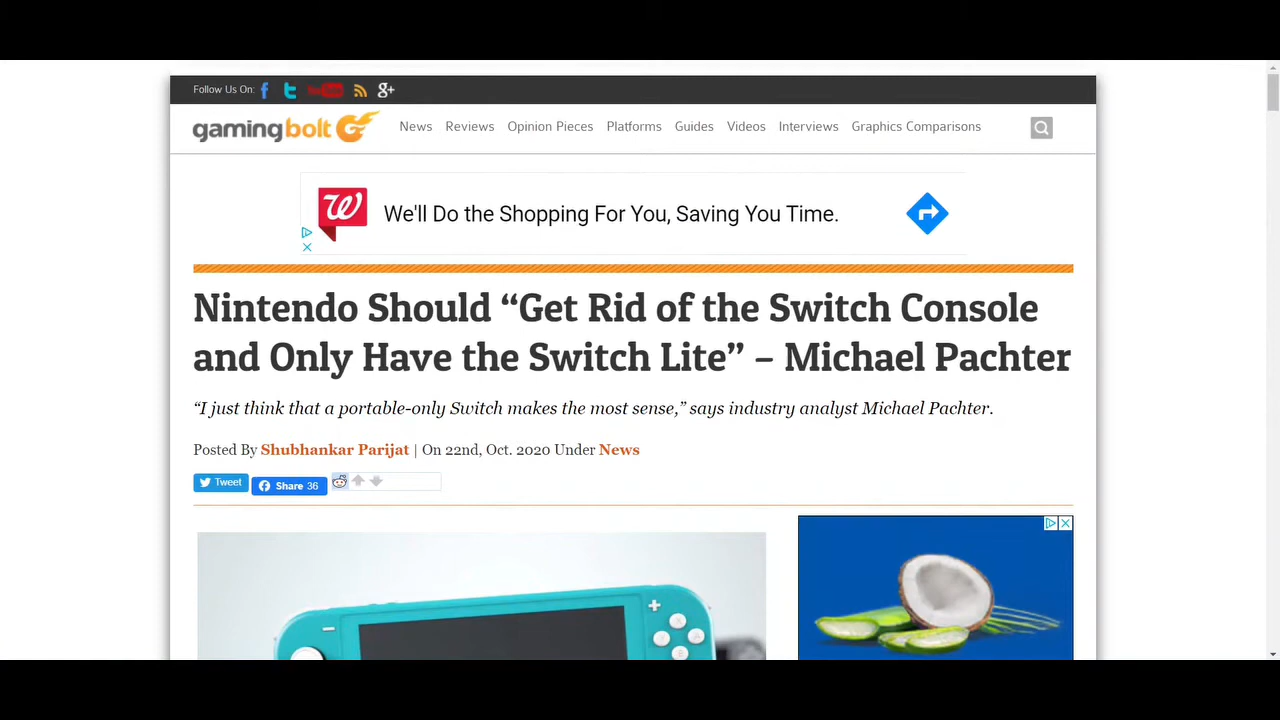 Follow Us On:
gamingbolt
News Reviews Opinion Pieces Platforms Guides Videos Interviews Graphics Comparisons
We'll Do the Shopping For You, Saving You Time.
Nintendo Should “Get Rid of the Switch Console
and Only Have the Switch Lite” – Michael Pachter
“I just think that a portable-only Switch makes the most sense,” says industry analyst Michael Pachter.
Posted By Shubhankar Parijat | On 22nd, Oct. 2020 Under News
Tweet Share 36